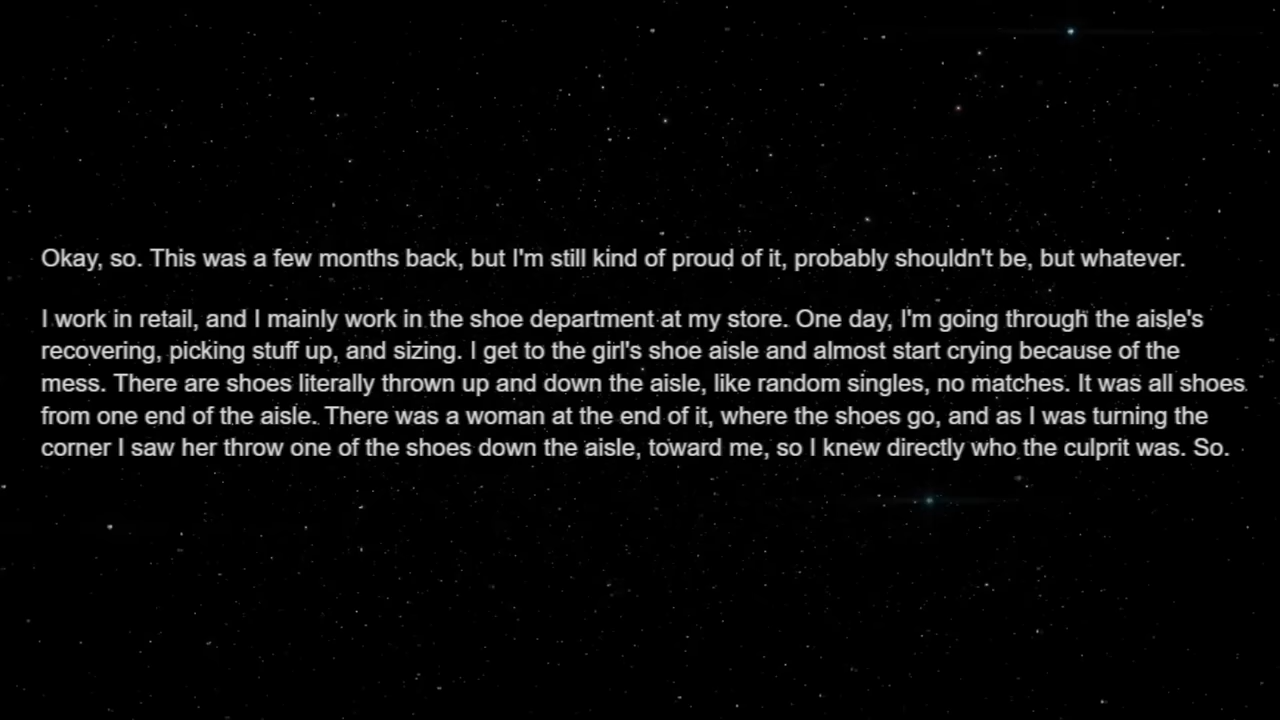 Okay, so. This was a few months back, but I'm still kind of proud of it, probably shouldn't be, but whatever.
I work in retail, and I mainly work in the shoe department at my store. One day, I'm going through the aisle's
recovering, picking stuff up, and sizing. I get to the girl's shoe aisle and almost start crying because of the
mess. There are shoes literally thrown up and down the aisle, like random singles, no matches. It was all shoes
from one end of the aisle. There was a woman at the end of it, where the shoes go, and as I was turning the
corner I saw her throw one of the shoes down the aisle, toward me, so I knew directly who the culprit was. So.